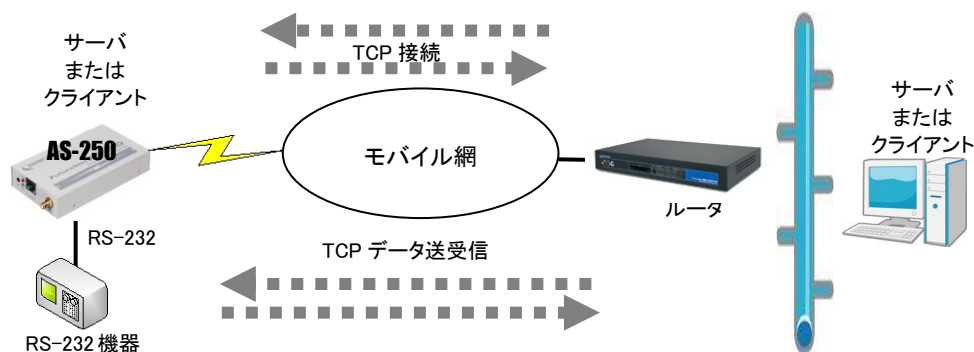 TCP 接続
サーバ
または
クライアント
AS-250
モバイル網
ルータ
サーバ
または
クライアント
RS-232
TCP データ送受信
RS-232 機器